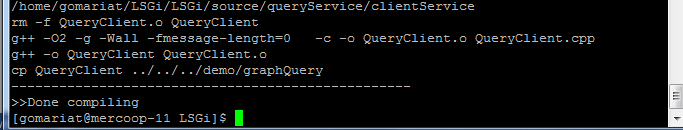 /home/gomariat/LSGi/LSGi/source/queryService/clientService
rm -f QueryClient.o QueryClient
g++ -O2 -g -Wall -fmessage-length=0   -c -o QueryClient.o QueryClient.cpp
g++ -o QueryClient QueryClient.o
cp QueryClient ../../../demo/graphQuery
--------------------------------------------------
>>Done compiling
[gomariat@mercoop-11 LSGi]$